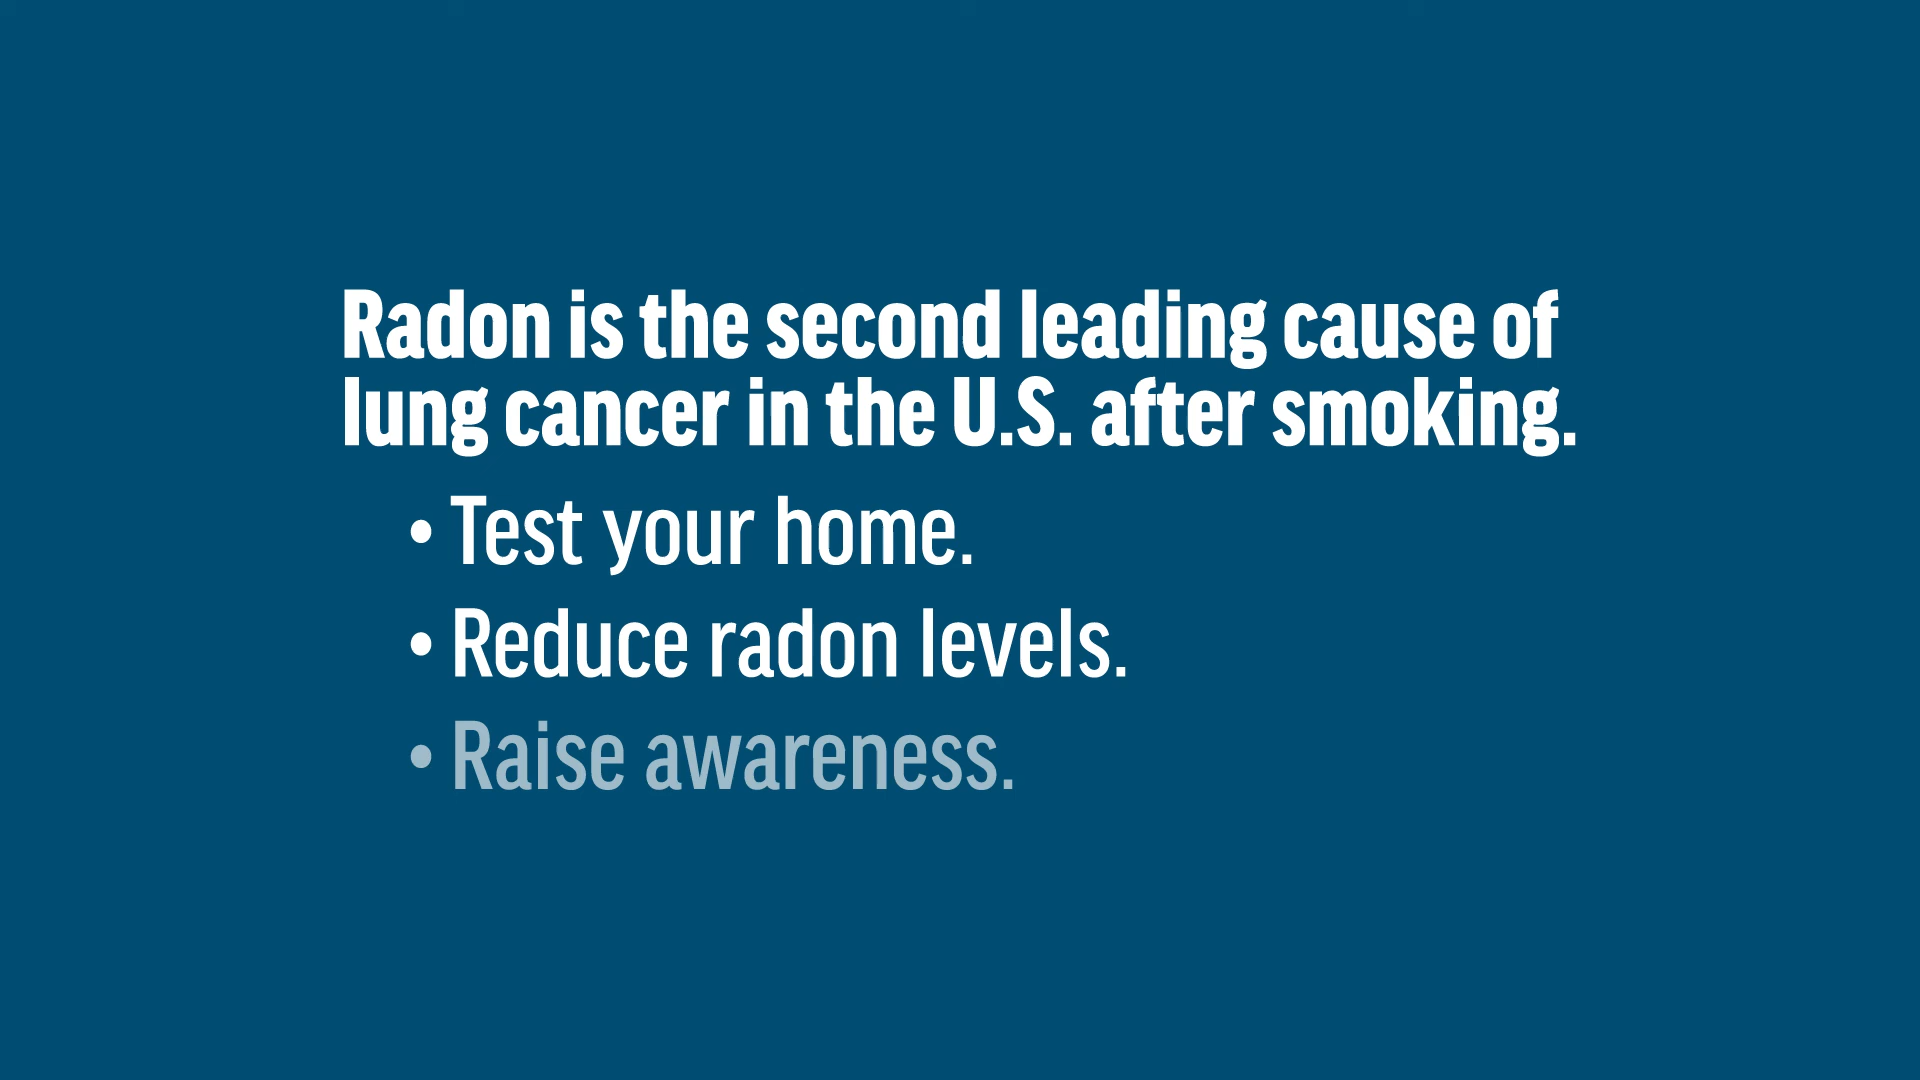 Radon is the second leading cause of
lung cancer in the U.S. after smoking.
• Test your home.
• Reduce radon levels.
• Raise awareness.